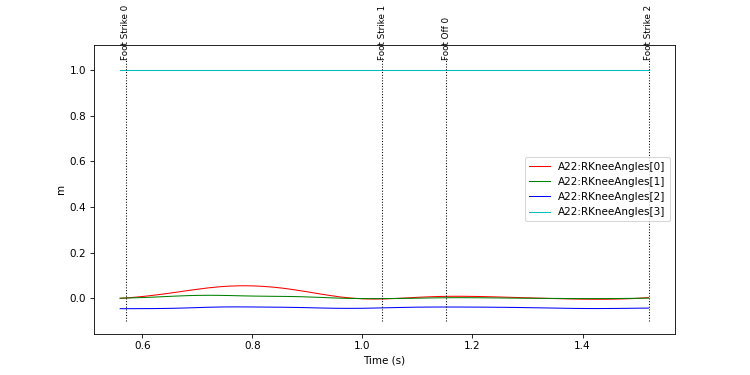 Foot Strike 0
Foot Strike 1
Foot Off 0
Foot Strike 2
1.0
0.8
0.6
0.4
0.2
0.0
m
A22:RKneeAngles[0]
A22:RKneeAngles[1]
A22:RKneeAngles[2]
A22:RKneeAngles[3]
0.6
0.8
1.0
1.2
1.4
Time (s)